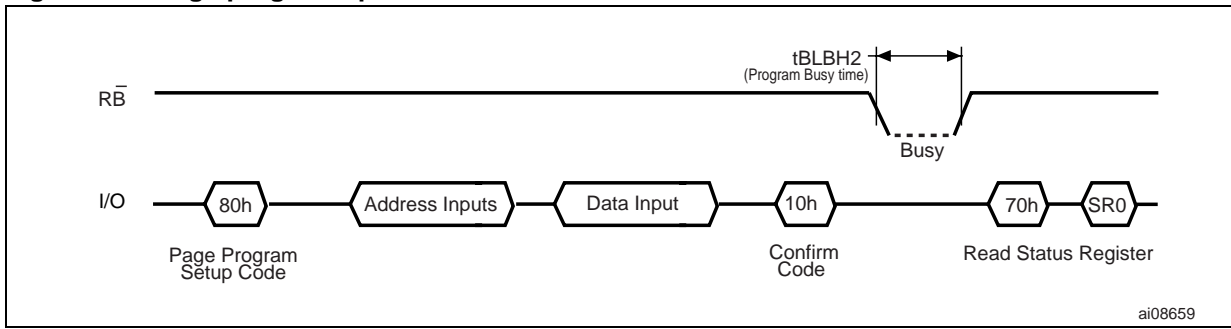 tBLBH2
(Program Busy time)
RB̅
Busy
I/O
80h
Address Inputs
Data Input
10h
70h
SR0
Page Program
Setup Code
Confirm
Code
Read Status Register
ai08659